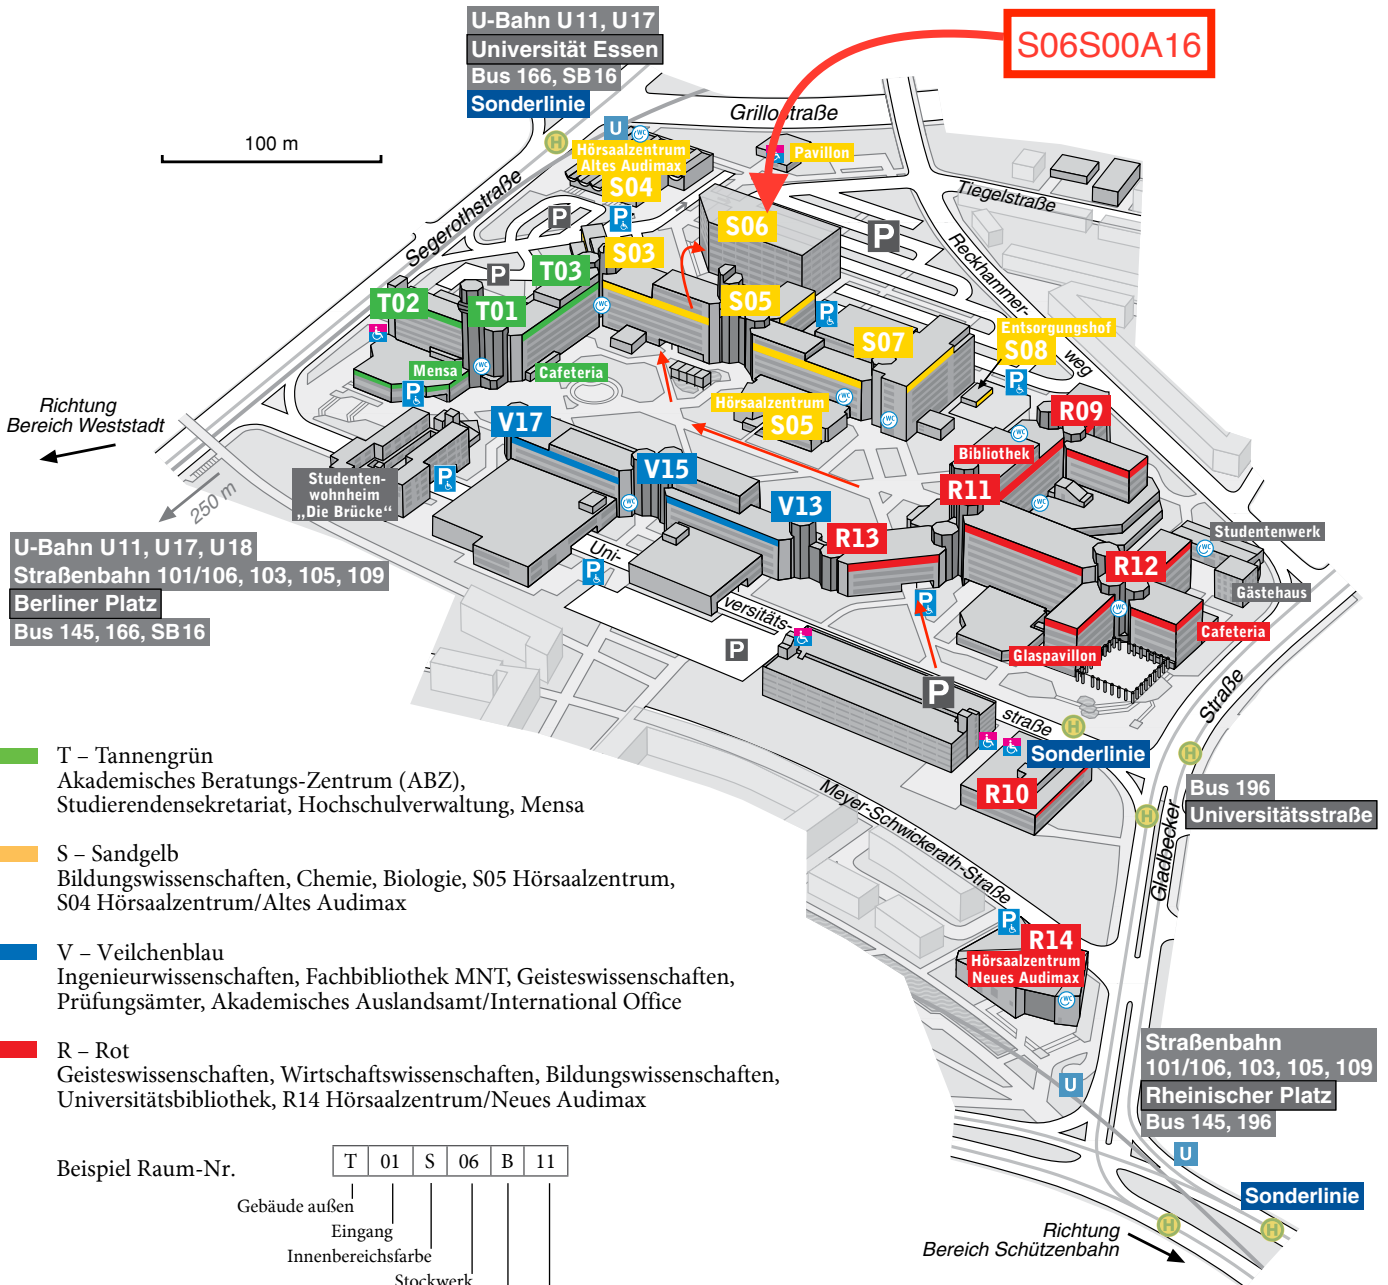 U-Bahn U11, U17
Universität Essen
Bus 166, SB16
Sonderlinie
S06S00A16
100 m
Grillostraße
Segerothstraße
Tiegelstraße
Reckhammer-
weg
U
H
WC
Hörsaalzentrum
Altes Audimax
S04
Pavillon
P
P
S06
P
S03
T03
P
T02
T01
S05
P
S07
Entsorgungshof
S08
P
Mensa
P
Cafeteria
Hörsaalzentrum
S05
R09
Richtung
Bereich Weststadt
V17
Bibliothek
V15
P
Studenten-
wohnheim
„Die Brücke“
R11
V13
R13
250 m
Studentenwerk
U-Bahn U11, U17, U18
Straßenbahn 101/106, 103, 105, 109
Berliner Platz
Bus 145, 166, SB16
Uni-
versitäts-
straße
P
R12
Gästehaus
P
Cafeteria
Glaspavillon
P
P
H
Sonderlinie
R10
Straße
Gladbecker
H
H
Bus 196
Universitätsstraße
Meyer-Schwickerath-Straße
T – Tannengrün
Akademisches Beratungs-Zentrum (ABZ),
Studierendensekretariat, Hochschulverwaltung, Mensa
S – Sandgelb
Bildungswissenschaften, Chemie, Biologie, S05 Hörsaalzentrum,
S04 Hörsaalzentrum/Altes Audimax
V – Veilchenblau
Ingenieurwissenschaften, Fachbibliothek MNT, Geisteswissenschaften,
Prüfungsämter, Akademisches Auslandsamt/International Office
R – Rot
Geisteswissenschaften, Wirtschaftswissenschaften, Bildungswissenschaften,
Universitätsbibliothek, R14 Hörsaalzentrum/Neues Audimax
P
R14
Hörsaalzentrum
Neues Audimax
WC
U
Straßenbahn
101/106, 103, 105, 109
Rheinischer Platz
Bus 145, 196
U
Sonderlinie
H
H
Richtung
Bereich Schützenbahn
Beispiel Raum-Nr.
T 01 S 06 B 11
Gebäude außen
Eingang
Innenbereichsfarbe
Stockwerk